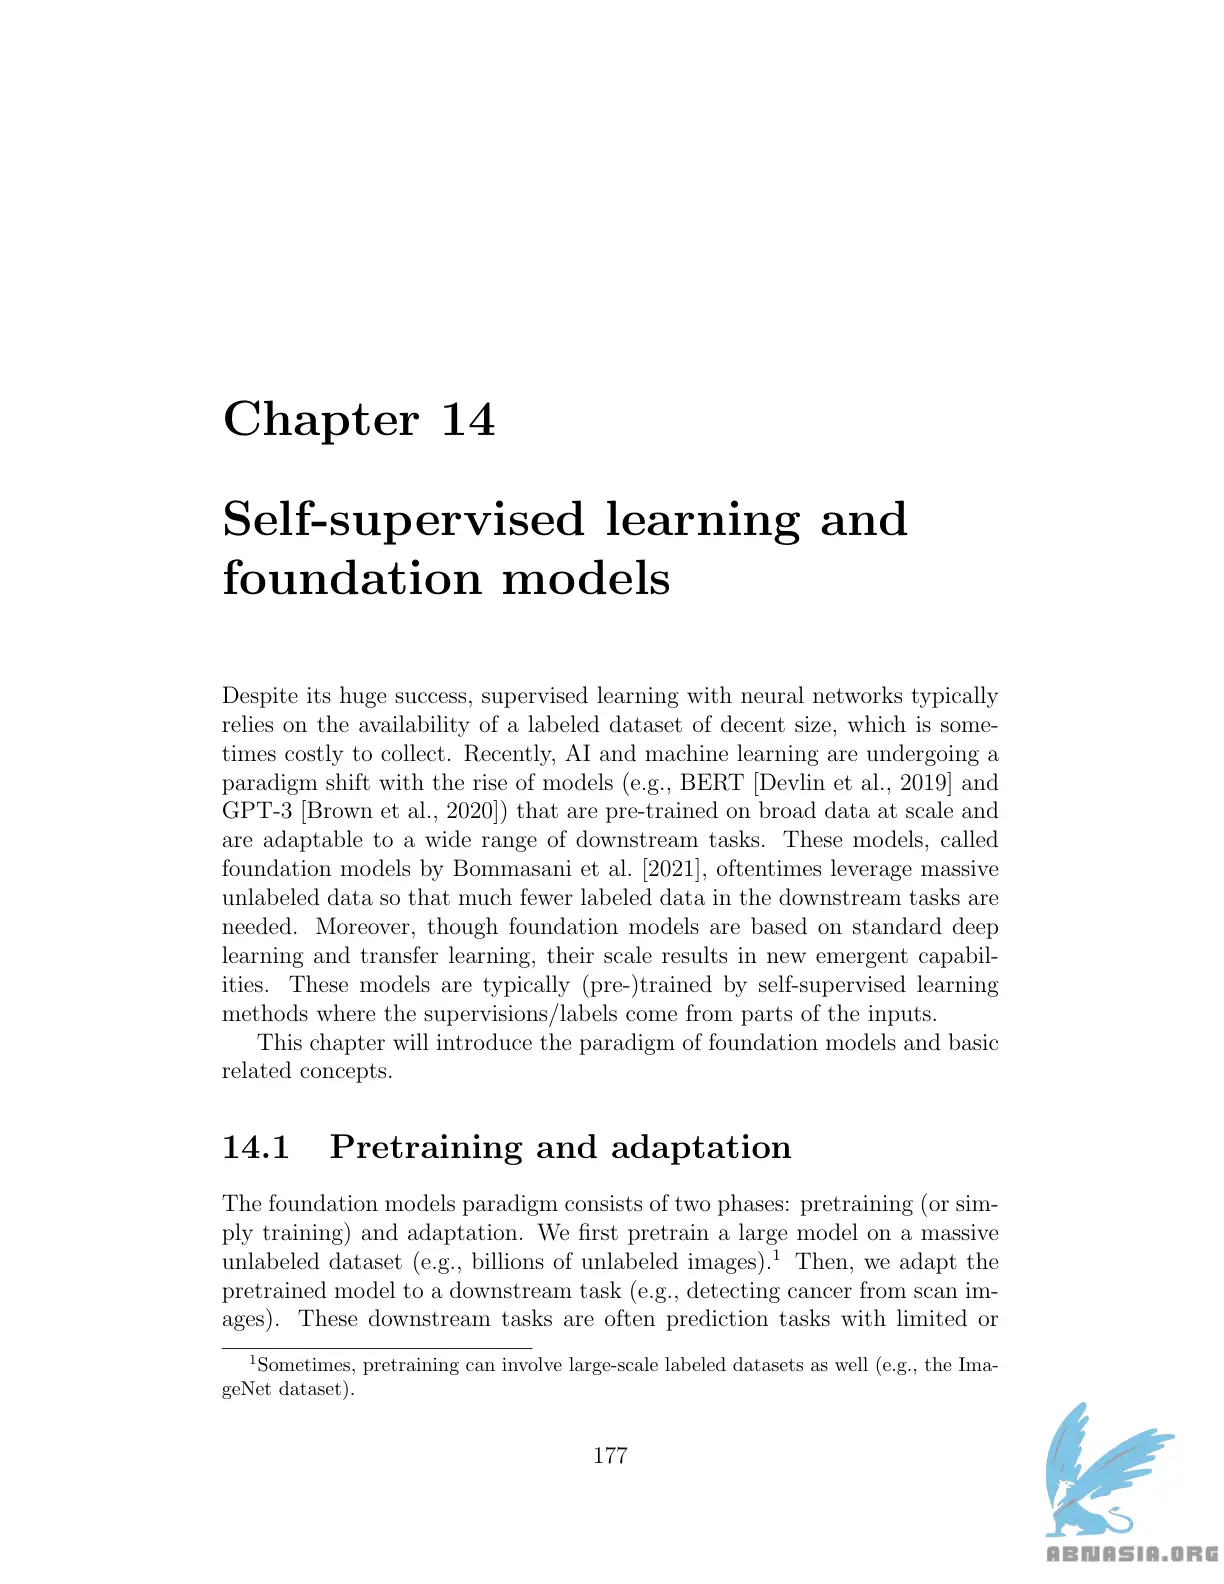 Chapter 14
Self-supervised learning and
foundation models
Despite its huge success, supervised learning with neural networks typically
relies on the availability of a labeled dataset of decent size, which is some-
times costly to collect. Recently, AI and machine learning are undergoing a
paradigm shift with the rise of models (e.g., BERT [Devlin et al., 2019] and
GPT-3 [Brown et al., 2020]) that are pre-trained on broad data at scale and
are adaptable to a wide range of downstream tasks. These models, called
foundation models by Bommasani et al. [2021], oftentimes leverage massive
unlabeled data so that much fewer labeled data in the downstream tasks are
needed. Moreover, though foundation models are based on standard deep
learning and transfer learning, their scale results in new emergent capabil-
ities. These models are typically (pre-)trained by self-supervised learning
methods where the supervisions/labels come from parts of the inputs.
This chapter will introduce the paradigm of foundation models and basic
related concepts.
14.1 Pretraining and adaptation
The foundation models paradigm consists of two phases: pretraining (or sim-
ply training) and adaptation. We first pretrain a large model on a massive
unlabeled dataset (e.g., billions of unlabeled images).1 Then, we adapt the
pretrained model to a downstream task (e.g., detecting cancer from scan im-
ages). These downstream tasks are often prediction tasks with limited or
1Sometimes, pretraining can involve large-scale labeled datasets as well (e.g., the Ima-
geNet dataset).
177
ABNASIA.ORG